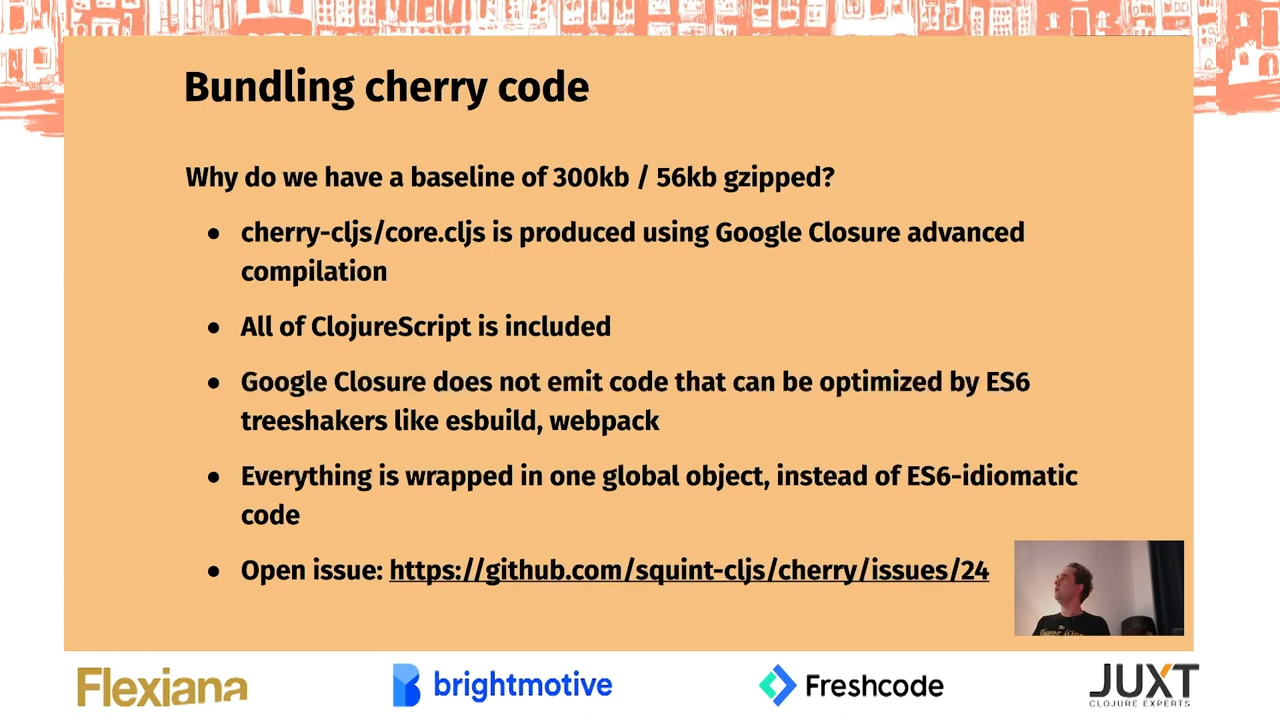 Bundling cherry code
Why do we have a baseline of 300kb / 56kb gzipped?
● cherry-cljs/core.cljs is produced using Google Closure advanced
compilation
● All of ClojureScript is included
● Google Closure does not emit code that can be optimized by ES6
treeshakers like esbuild, webpack
● Everything is wrapped in one global object, instead of ES6-idiomatic
code
● Open issue: https://github.com/squint-cljs/cherry/issues/24
Flexiana
brightmotive
Freshcode
JUXT
CLOJURE EXPERTS